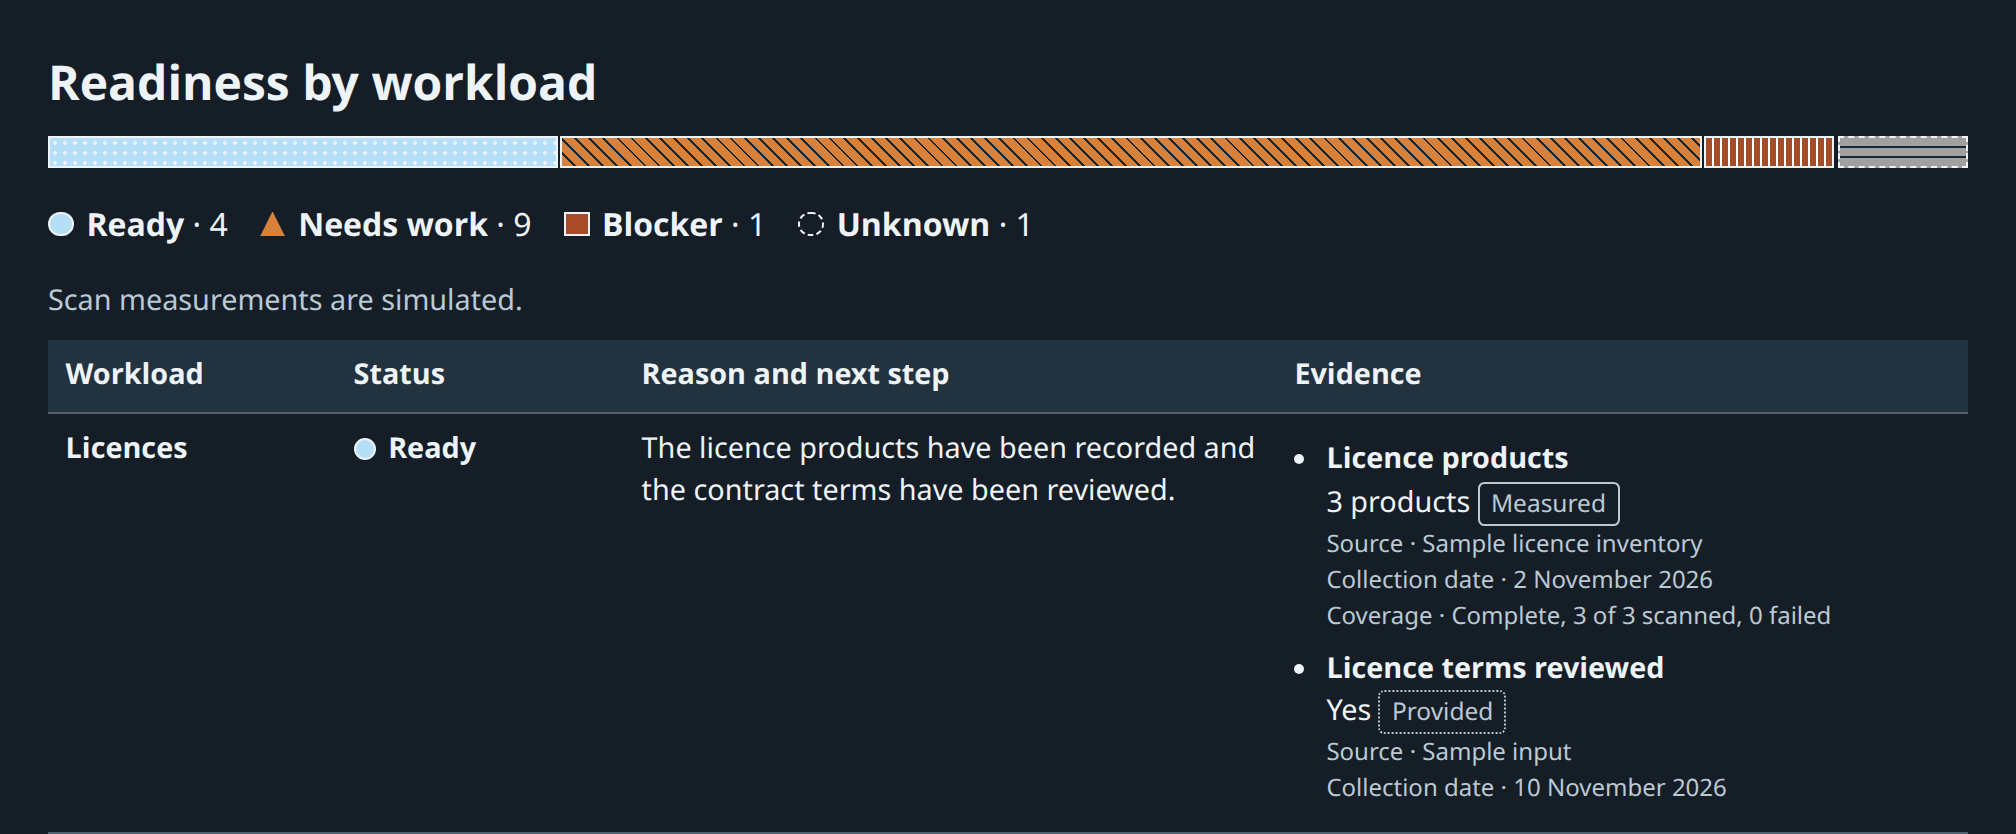 Readiness by workload
Ready · 4 Needs work · 9 Blocker · 1 Unknown · 1
Scan measurements are simulated.
Workload Status Reason and next step Evidence
Licences Ready The licence products have been recorded and
the contract terms have been reviewed.
Licence products
3 products Measured
Source · Sample licence inventory
Collection date · 2 November 2026
Coverage · Complete, 3 of 3 scanned, 0 failed
Licence terms reviewed
Yes Provided
Source · Sample input
Collection date · 10 November 2026